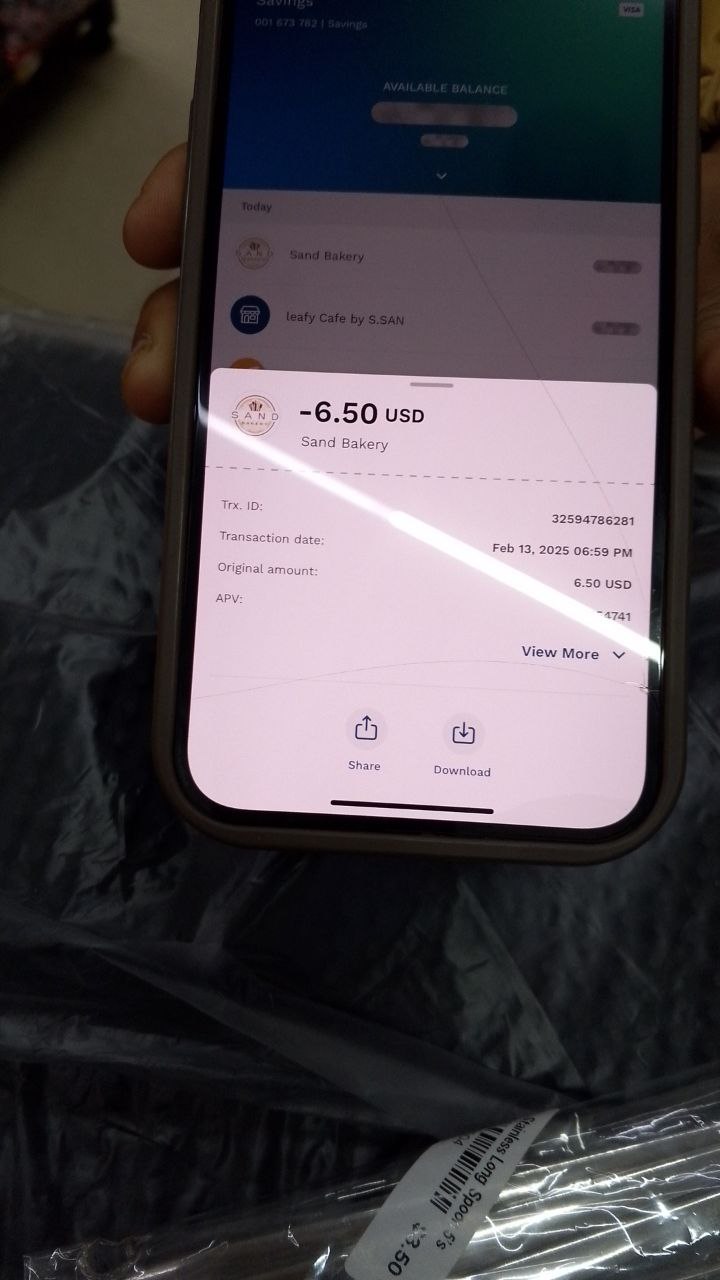 Savings
001 673 782 | Savings
VISA
AVAILABLE BALANCE
Today
SAND
Sand Bakery
leafy Cafe by S.SAN
SAND
BAKERY
-6.50 USD
Sand Bakery
Trx. ID:
32594786281
Transaction date:
Feb 13, 2025 06:59 PM
Original amount:
6.50 USD
APV:
4741
View More
Share
Download
Stainless Long Spoon 5's
3.50